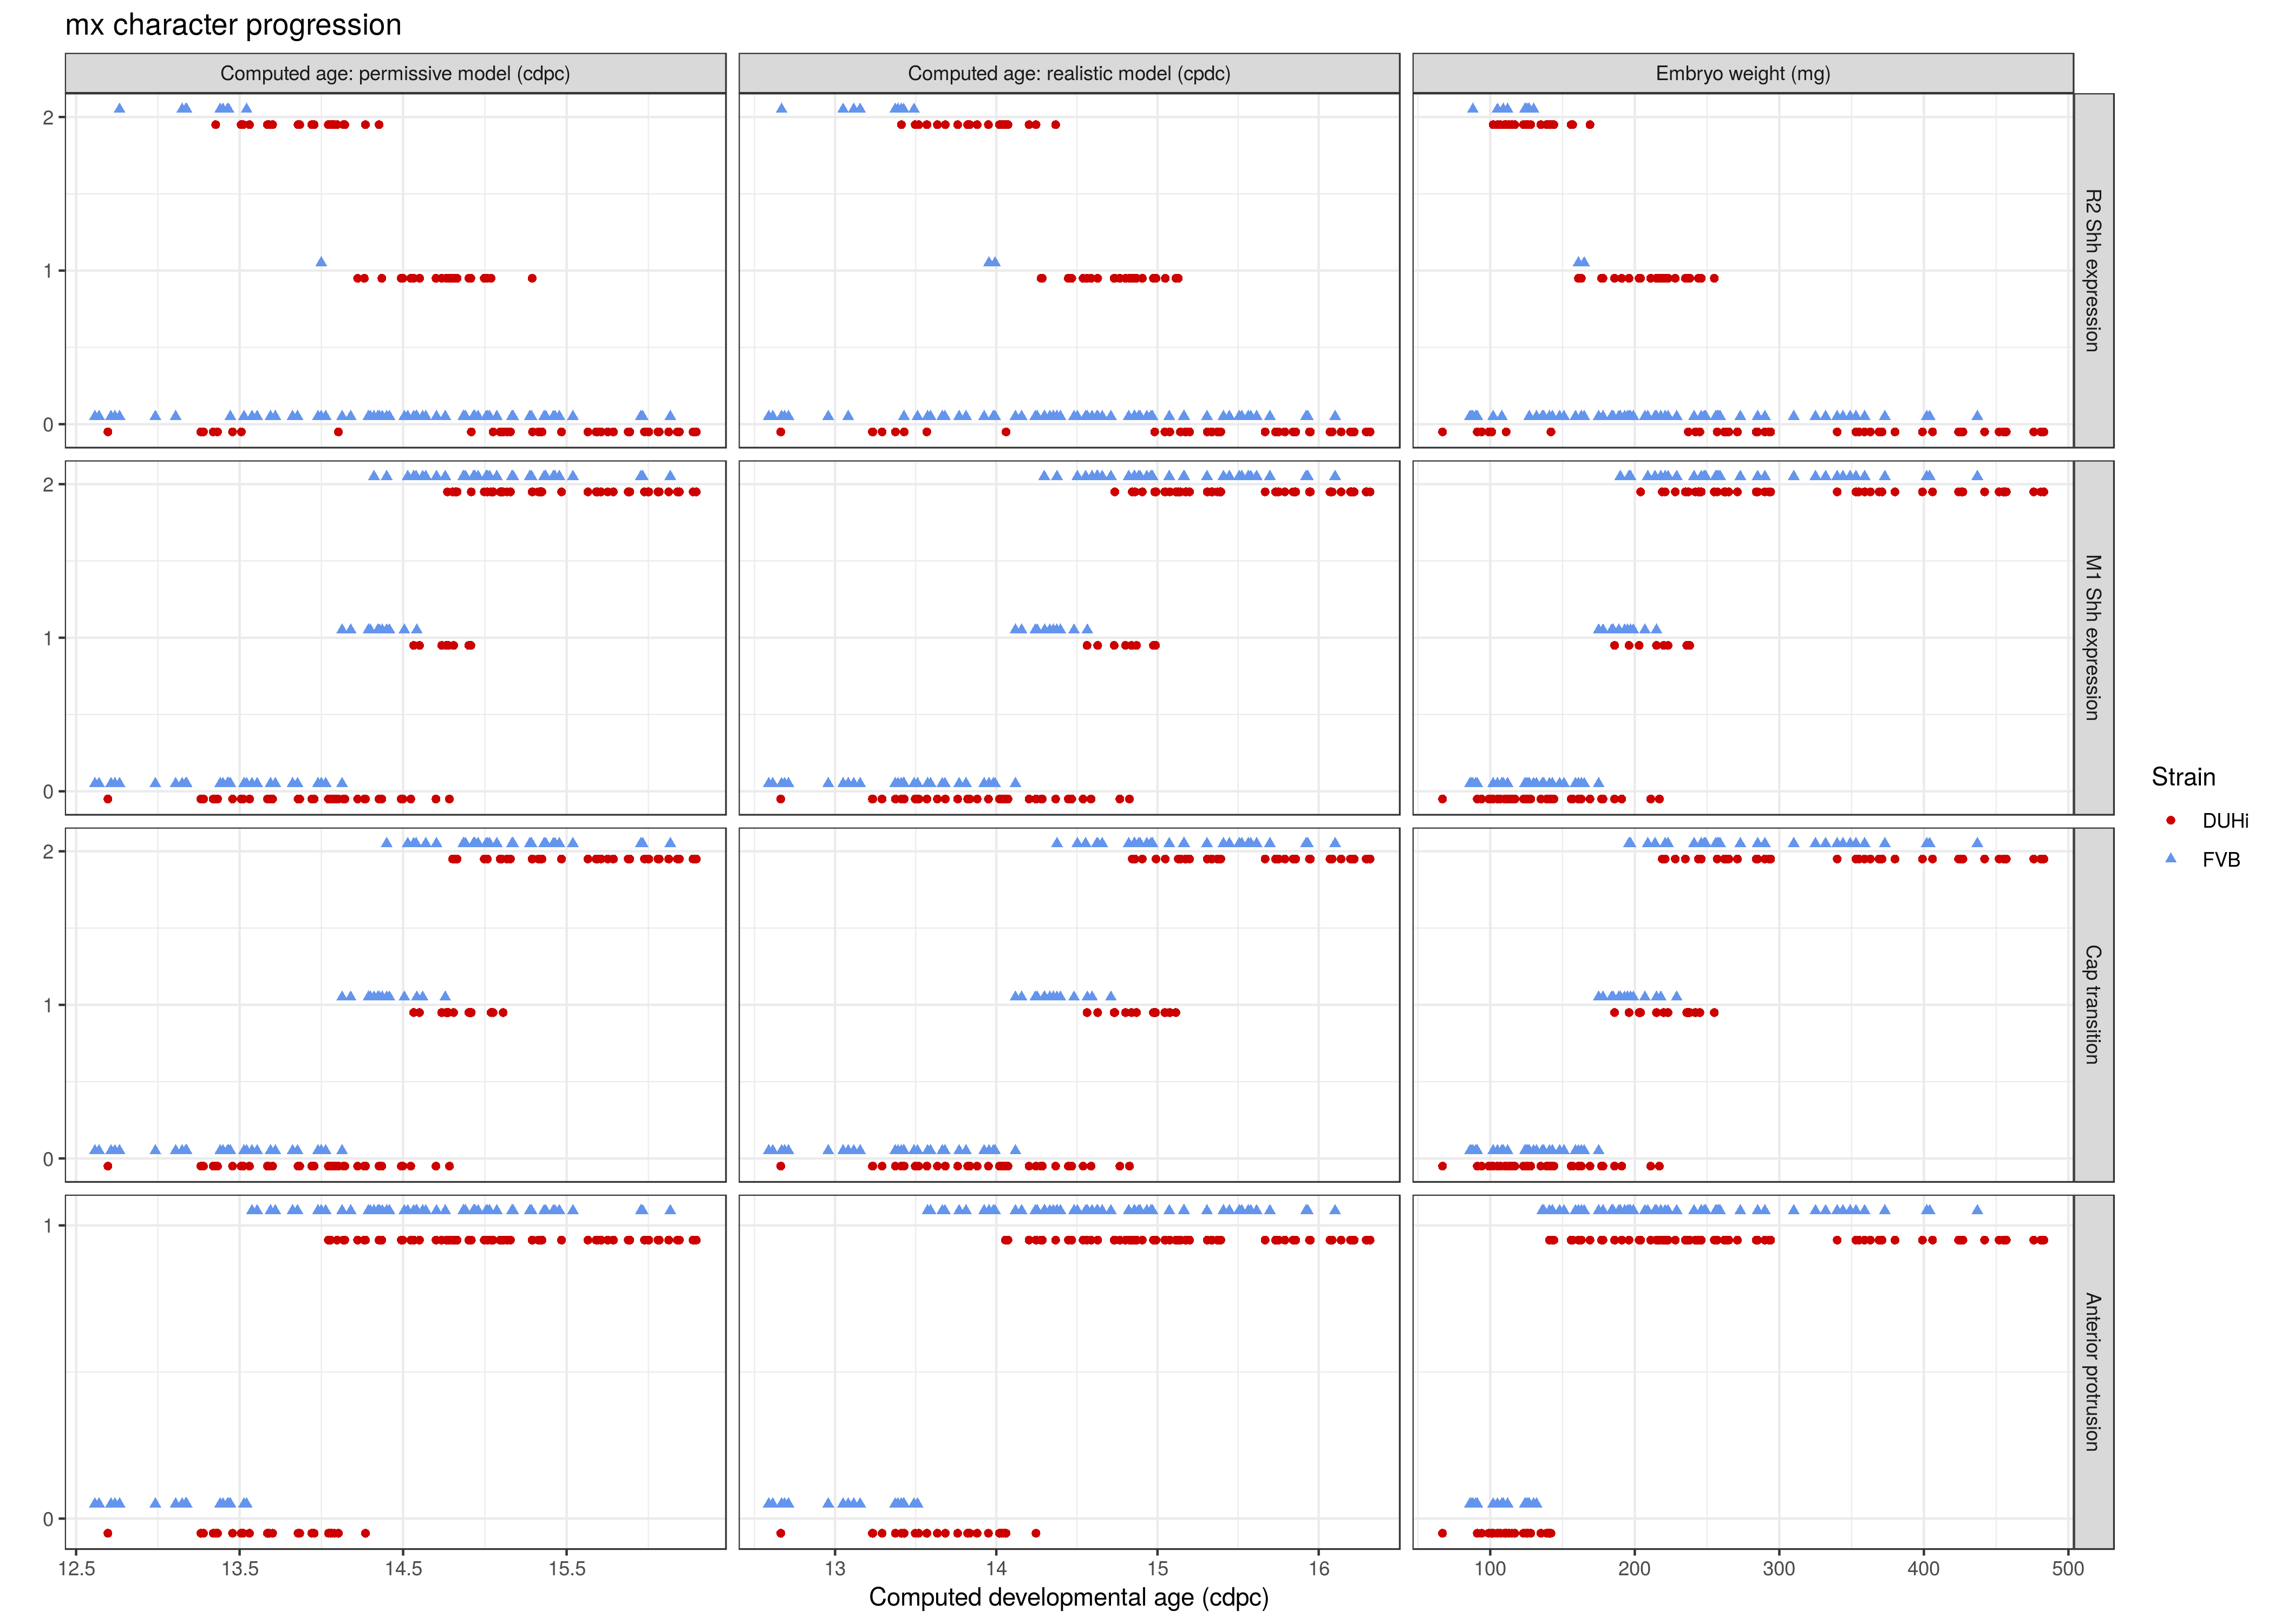 mx character progression
Computed age: permissive model (cdpc)
Computed age: realistic model (cpdc)
Embryo weight (mg)
2
1
0
R2 Shh expression
2
1
0
M1 Shh expression
2
1
0
Cap transition
1
0
Anterior protrusion
12.5 13.5 14.5 15.5
13 14 15 16
100 200 300 400 500
Computed developmental age (cdpc)
Strain
DUHi
FVB